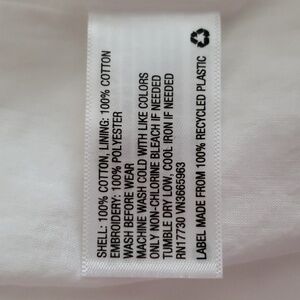 SHELL: 100% COTTON, LINING: 100% COTTON
EMBROIDERY: 100% POLYESTER
WASH BEFORE WEAR
MACHINE WASH COLD WITH LIKE COLORS
ONLY NON-CHLORINE BLEACH IF NEEDED
TUMBLE DRY LOW, COOL IRON IF NEEDED
RN17730 VN3665963
LABEL MADE FROM 100% RECYCLED PLASTIC